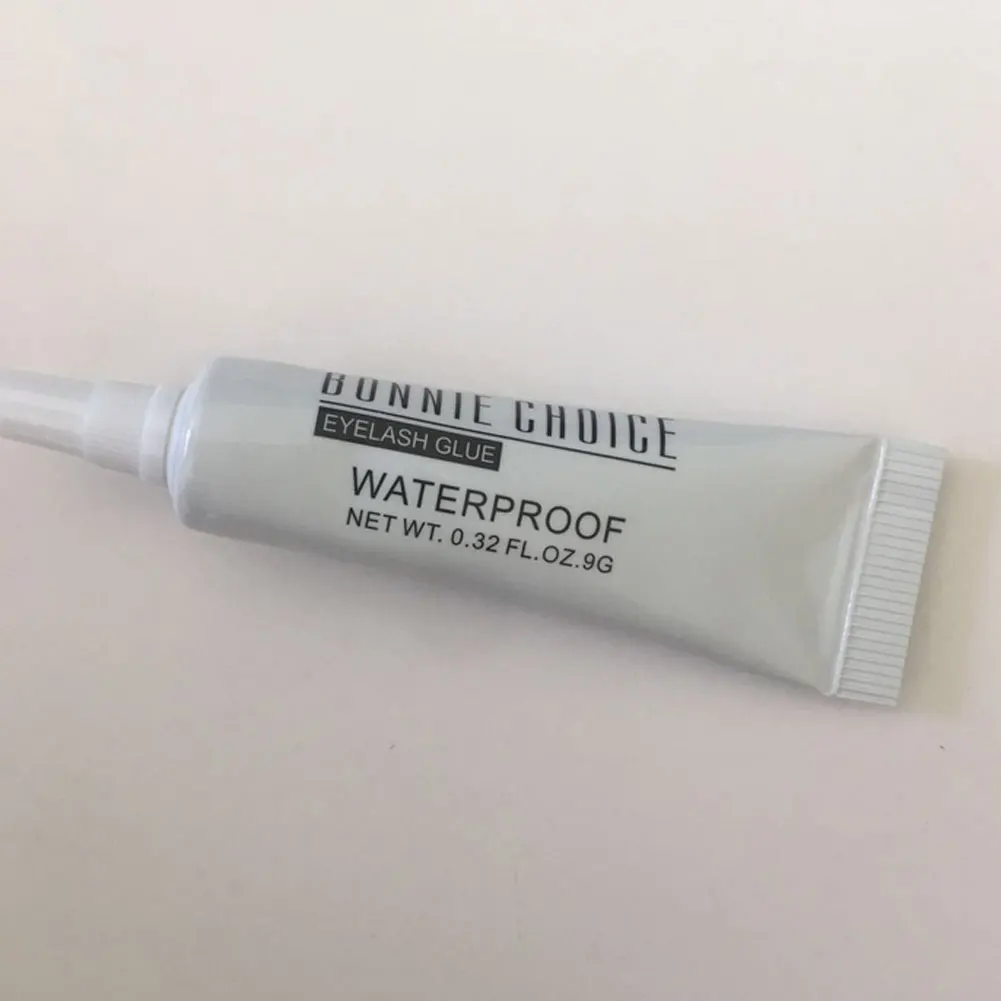 BONNIE CHOICE
EYELASH GLUE
WATERPROOF
NET WT. 0.32 FL.OZ.9G